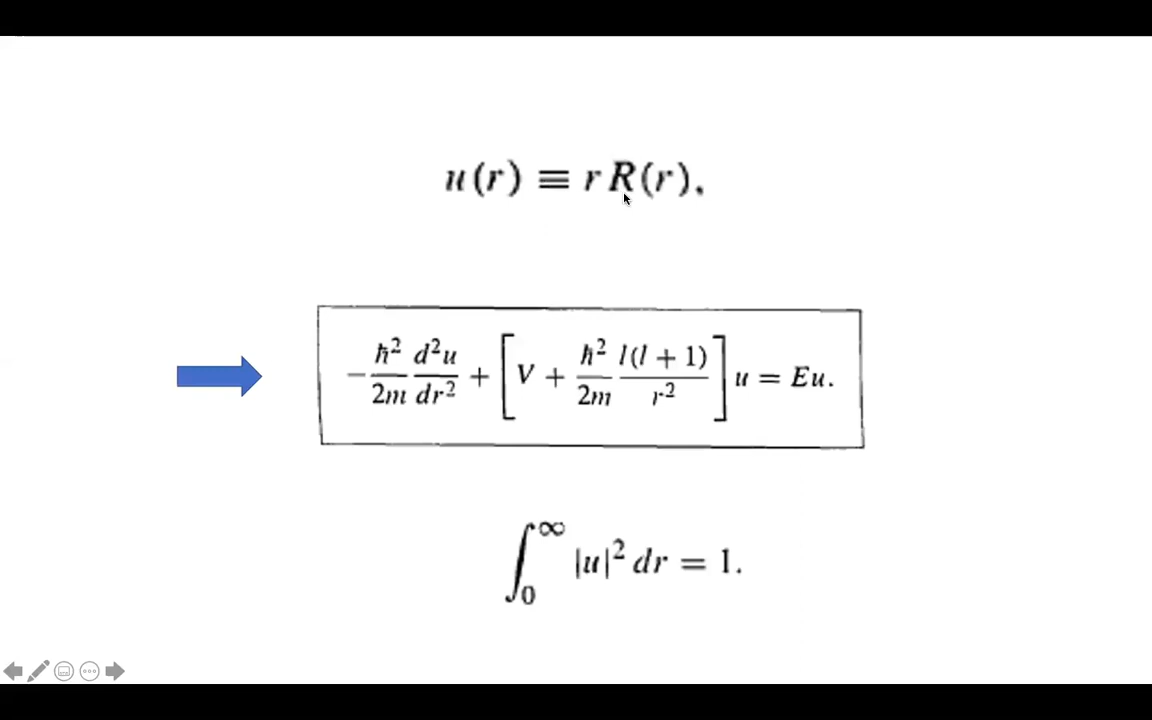 u(r) ≡ r R(r),
−ħ²/2m d²u/dr² + [V + ħ²/2m l(l + 1)/r²] u = Eu.
∫₀^∞ |u|² dr = 1.